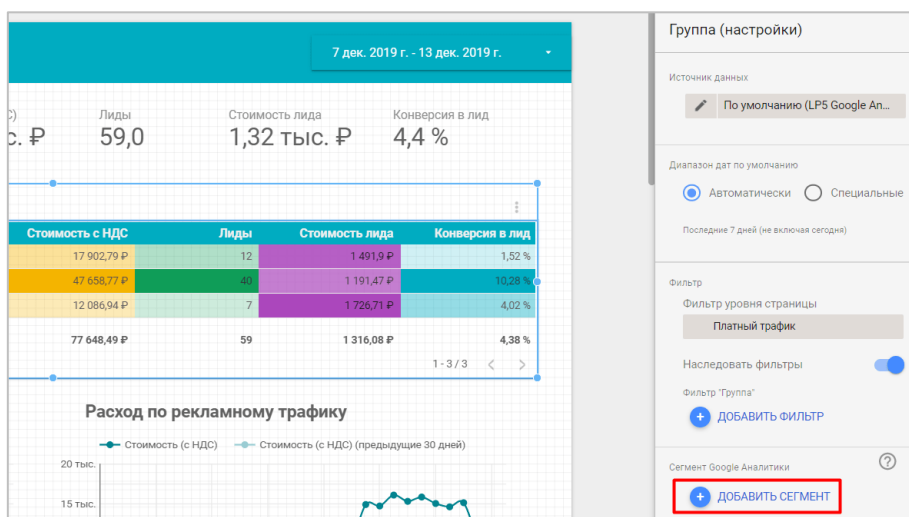 Группа (настройки)
7 дек. 2019 г. - 13 дек. 2019 г.
Источник данных
По умолчанию (LP5 Google An...
Лиды
Стоимость лида
Конверсия в лид
с. ₽
59,0
1,32 тыс. ₽
4,4 %
Диапазон дат по умолчанию
Автоматически
Специальные
Последние 7 дней (не включая сегодня)
Стоимость с НДС Лиды Стоимость лида Конверсия в лид
17 902,79 ₽ 12 1 491,9 ₽ 1,52 %
47 658,77 ₽ 40 1 191,47 ₽ 10,28 %
12 086,94 ₽ 7 1 726,71 ₽ 4,02 %
77 648,49 ₽ 59 1 316,08 ₽ 4,38 %
1 - 3 / 3 < >
Фильтр
Фильтр уровня страницы
Платный трафик
Наследовать фильтры
Фильтр "Группа"
+ ДОБАВИТЬ ФИЛЬТР
Расход по рекламному трафику
Стоимость (с НДС)
Стоимость (с НДС) (предыдущие 30 дней)
20 тыс.
15 тыс.
Сегмент Google Аналитики
?
+ ДОБАВИТЬ СЕГМЕНТ